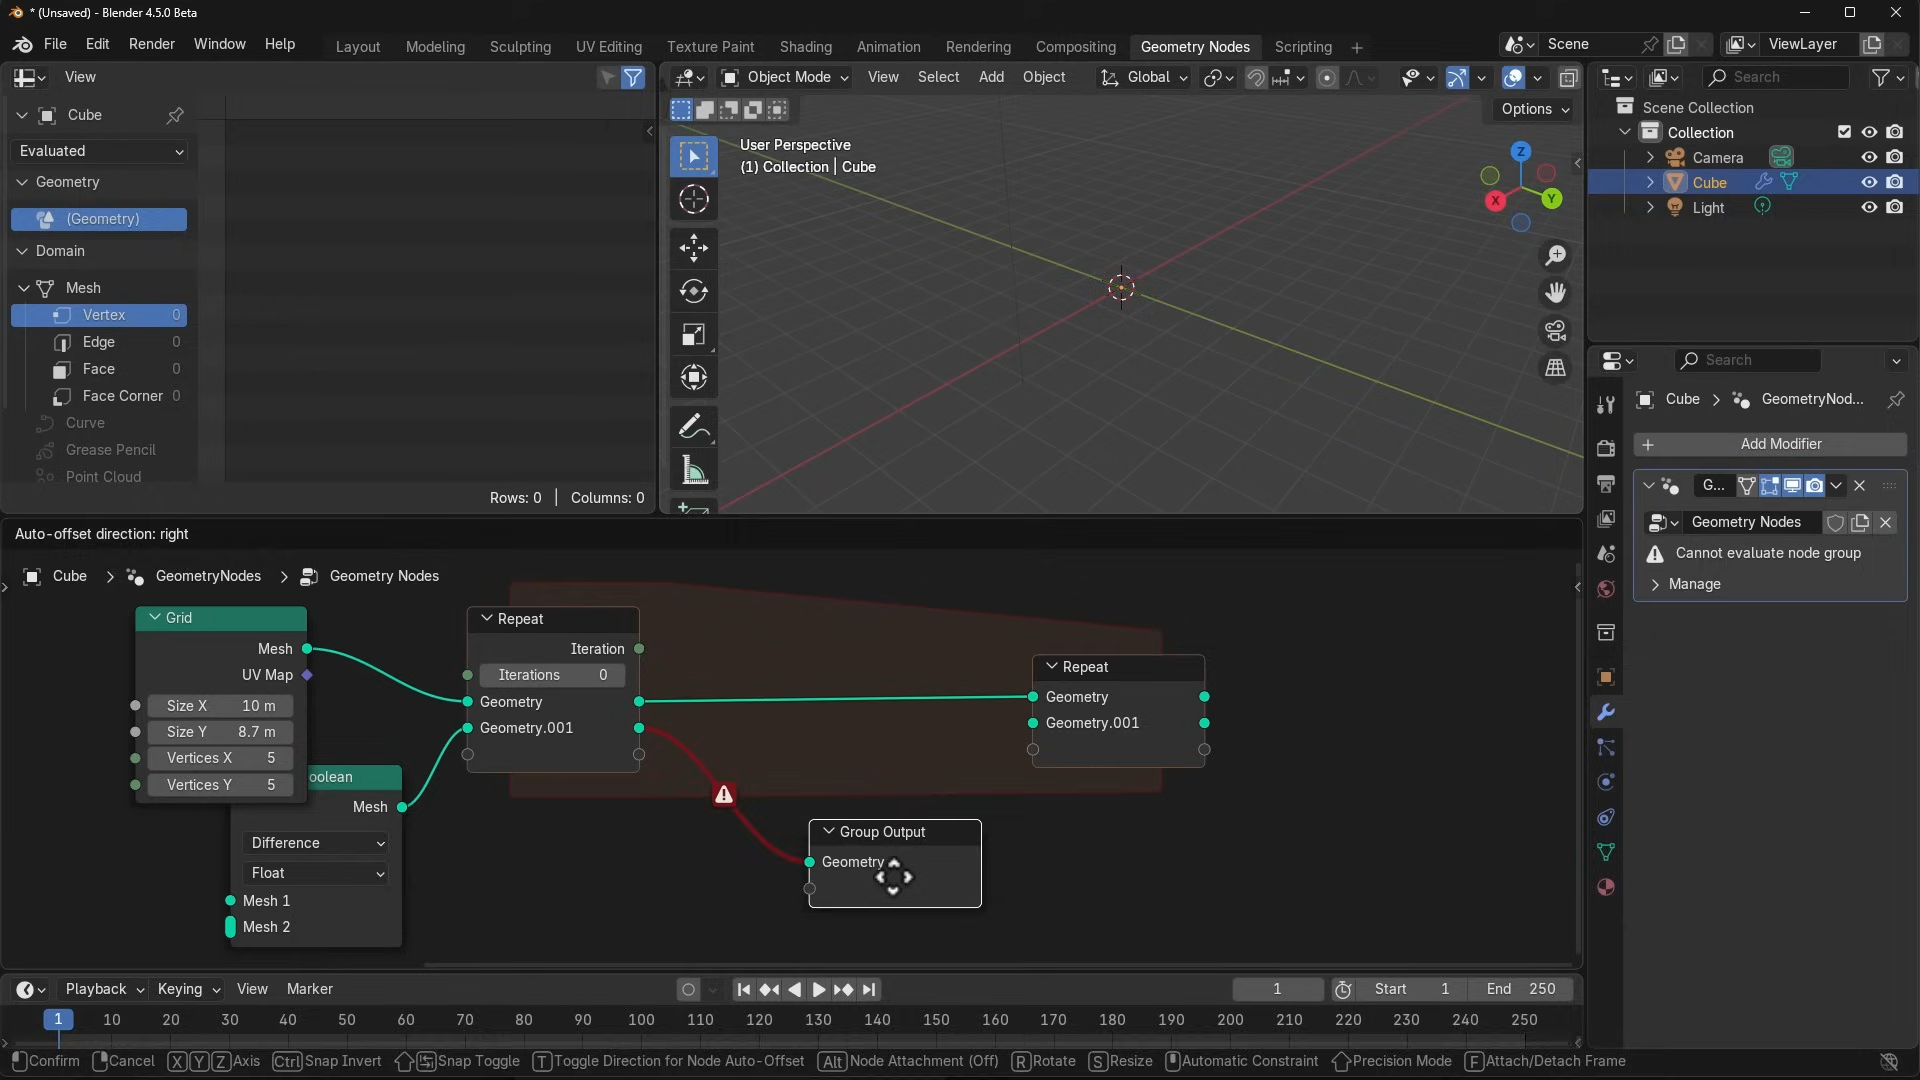 * (Unsaved) - Blender 4.5.0 Beta
File Edit Render Window Help
Layout Modeling Sculpting UV Editing Texture Paint Shading Animation Rendering Compositing Geometry Nodes Scripting
Scene
ViewLayer
View
Object Mode View Select Add Object
Global
Search
Cube
Options
Scene Collection
Evaluated
User Perspective
(1) Collection | Cube
Collection
Camera
Cube
Light
Geometry
(Geometry)
Domain
Mesh
Vertex 0
Edge 0
Face 0
Face Corner 0
Curve
Grease Pencil
Point Cloud
Rows: 0 | Columns: 0
Z
Y
X
Search
Cube > GeometryNod...
Add Modifier
G...
Geometry Nodes
Cannot evaluate node group
Manage
Auto-offset direction: right
Cube > GeometryNodes > Geometry Nodes
Grid
Mesh
UV Map
Size X 10 m
Size Y 8.7 m
Vertices X 5
Vertices Y 5
oolean
Mesh
Difference
Float
Mesh 1
Mesh 2
Repeat
Iteration
Iterations 0
Geometry
Geometry.001
Repeat
Geometry
Geometry.001
Group Output
Geometry
Playback Keying View Marker
1
Start 1
End 250
1 10 20 30 40 50 60 70 80 90 100 110 120 130 140 150 160 170 180 190 200 210 220 230 240 250
Confirm Cancel X Y Z Axis Ctrl Snap Invert Snap Toggle T Toggle Direction for Node Auto-Offset Alt Node Attachment (Off) R Rotate S Resize Automatic Constraint Precision Mode F Attach/Detach Frame